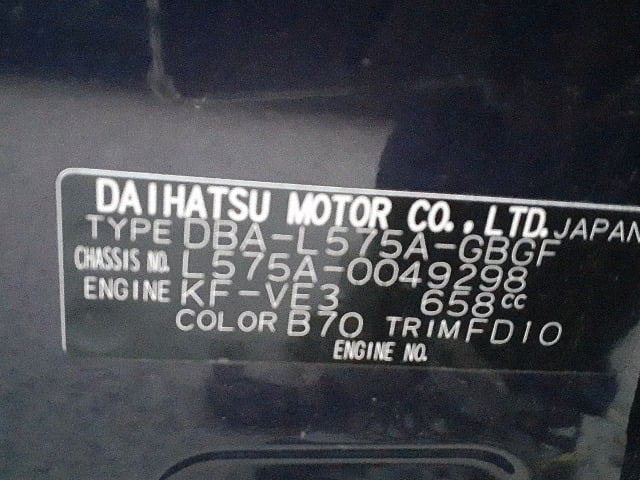 DAIHATSU MOTOR CO., LTD. JAPAN
TYPE DBA-L575A-GBGF
CHASSIS NO. L575A-0049298
ENGINE KF-VE3 658cc
COLOR B70 TRIM FD10
ENGINE NO.